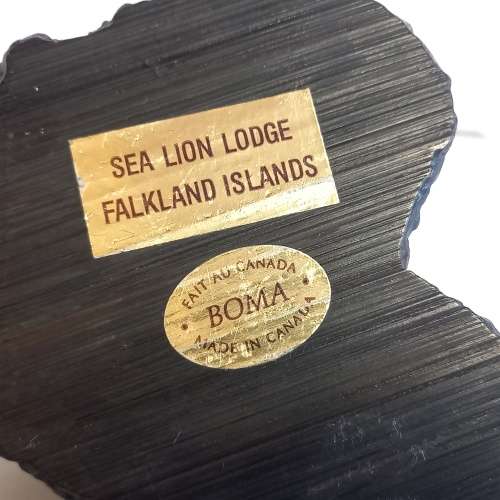 SEA LION LODGE
FALKLAND ISLANDS
FAIT AU CANADA
BOMA
MADE IN CANADA